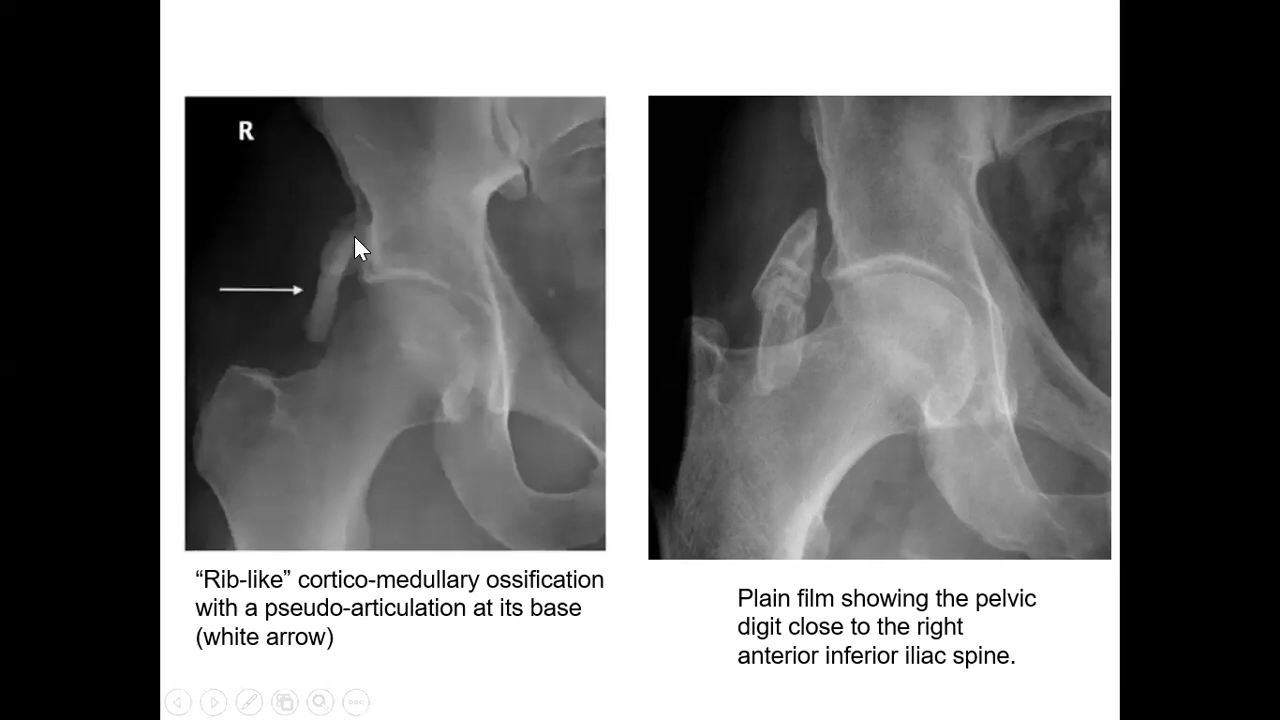 R
“Rib-like” cortico-medullary ossification
with a pseudo-articulation at its base
(white arrow)
Plain film showing the pelvic
digit close to the right
anterior inferior iliac spine.